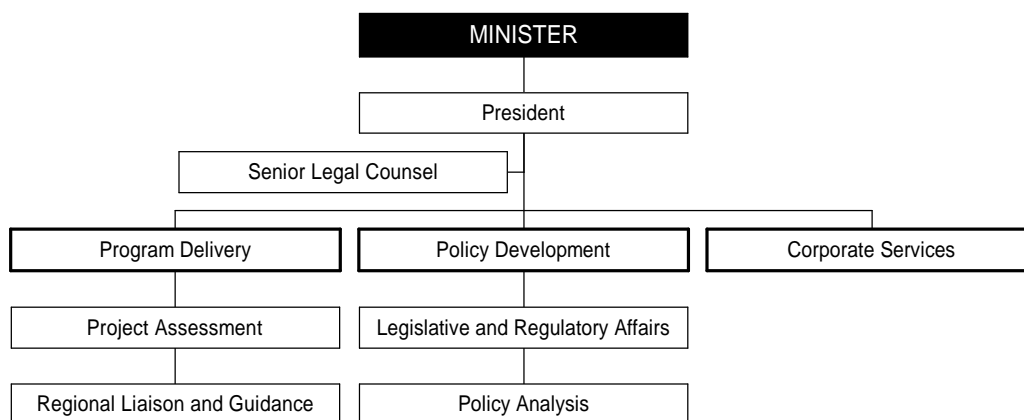 MINISTER
President
Senior Legal Counsel
Program Delivery
Policy Development
Corporate Services
Project Assessment
Legislative and Regulatory Affairs
Regional Liaison and Guidance
Policy Analysis